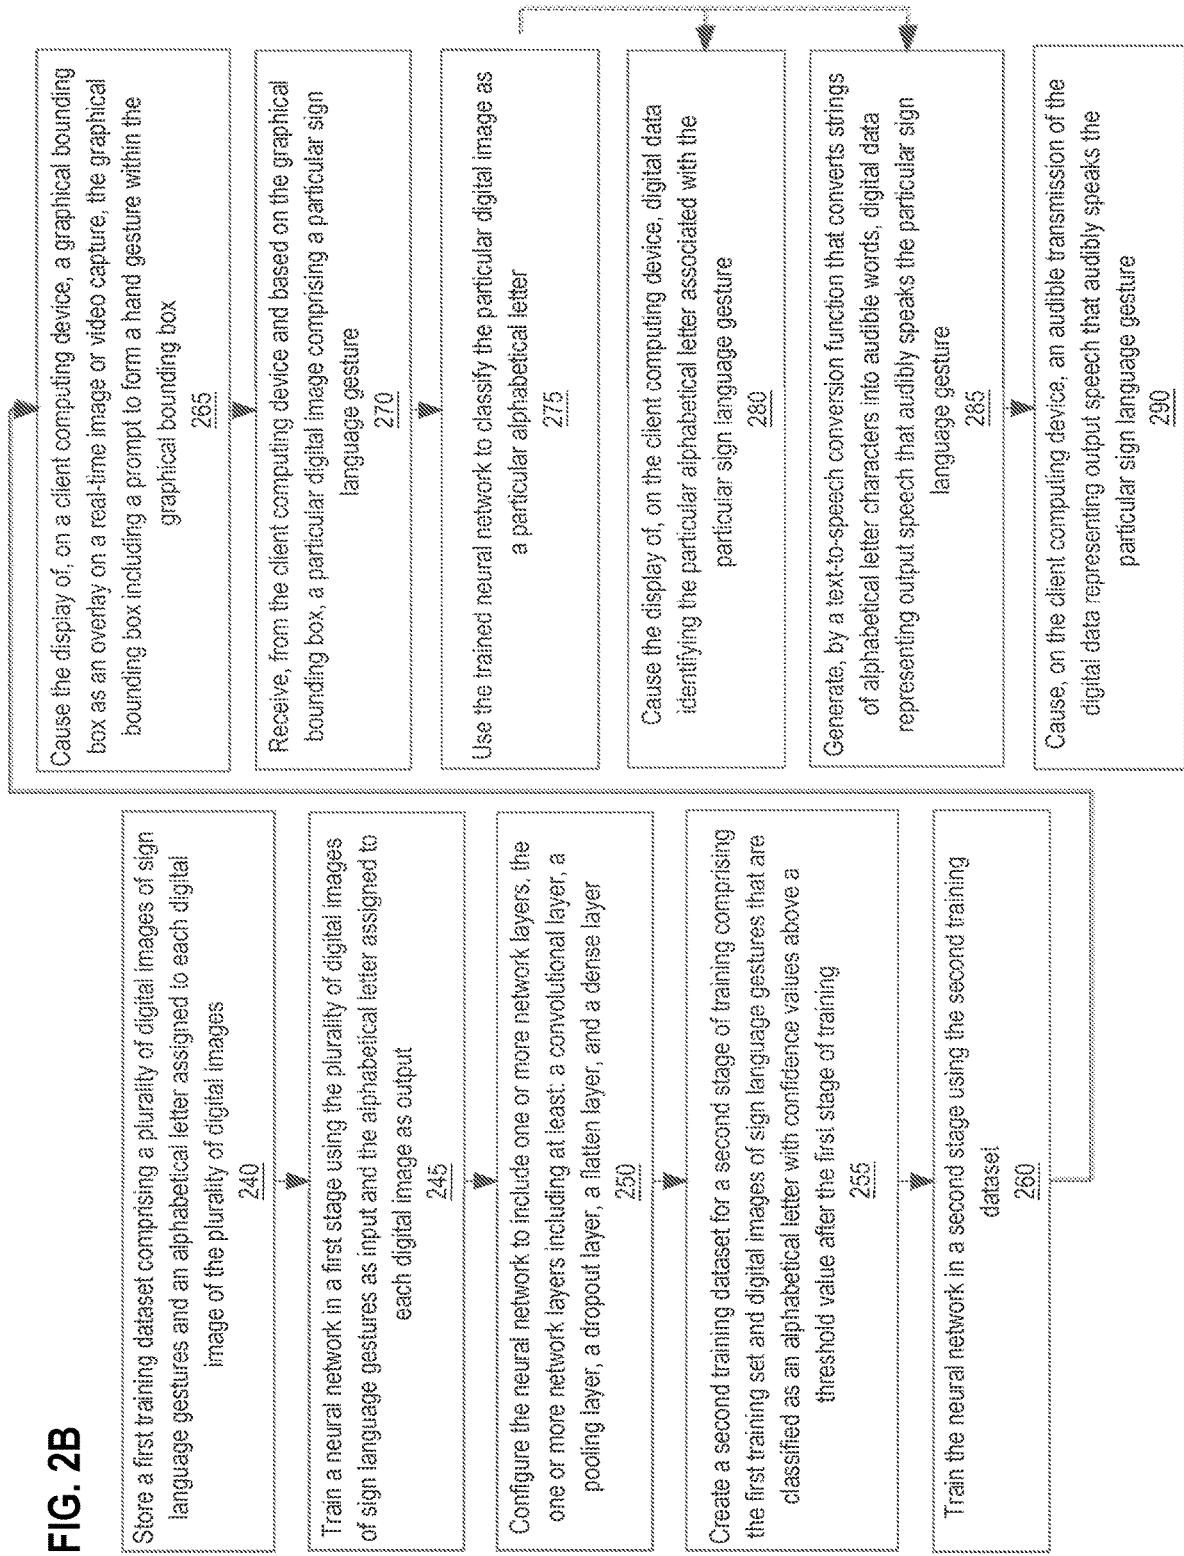 FIG. 2B
Store a first training dataset comprising a plurality of digital images of sign
language gestures and an alphabetical letter assigned to each digital
image of the plurality of digital images
240
Train a neural network in a first stage using the plurality of digital images
of sign language gestures as input and the alphabetical letter assigned to
each digital image as output
245
Configure the neural network to include one or more network layers, the
one or more network layers including at least: a convolutional layer, a
pooling layer, a dropout layer, a flatten layer, and a dense layer
250
Create a second training dataset for a second stage of training comprising
the first training set and digital images of sign language gestures that are
classified as an alphabetical letter with confidence values above a
threshold value after the first stage of training
255
Train the neural network in a second stage using the second training
dataset
260
Cause the display of, on a client computing device, a graphical bounding
box as an overlay on a real-time image or video capture, the graphical
bounding box including a prompt to form a hand gesture within the
graphical bounding box
265
Receive, from the client computing device and based on the graphical
bounding box, a particular digital image comprising a particular sign
language gesture
270
Use the trained neural network to classify the particular digital image as
a particular alphabetical letter
275
Cause the display of, on the client computing device, digital data
identifying the particular alphabetical letter associated with the
particular sign language gesture
280
Generate, by a text-to-speech conversion function that converts strings
of alphabetical letter characters into audible words, digital data
representing output speech that audibly speaks the particular sign
language gesture
285
Cause, on the client computing device, an audible transmission of the
digital data representing output speech that audibly speaks the
particular sign language gesture
290